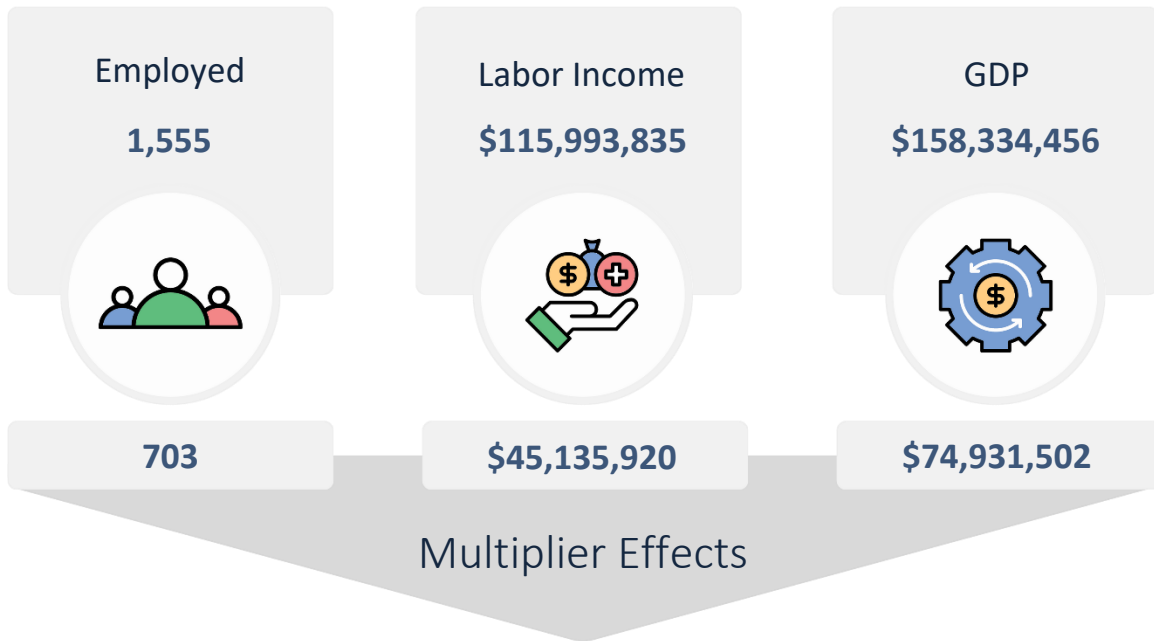 Employed
1,555
Labor Income
$115,993,835
GDP
$158,334,456
$
$
703
$45,135,920
$74,931,502
Multiplier Effects